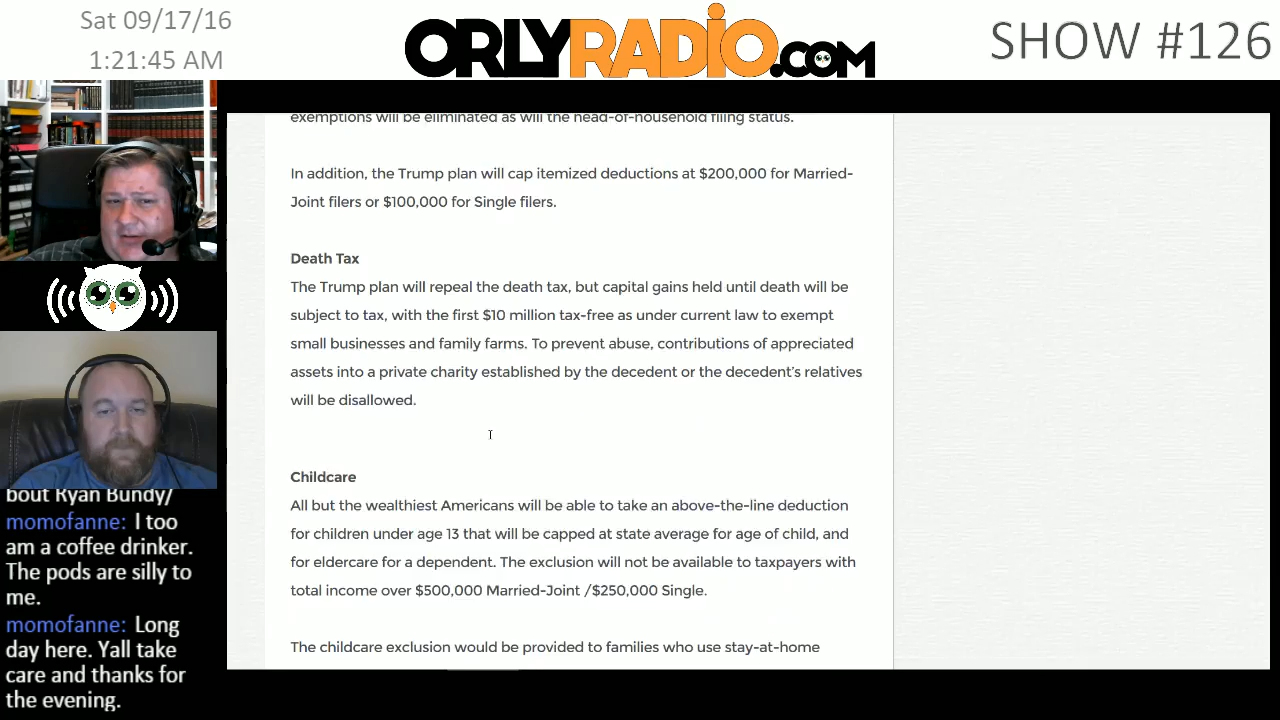 Sat 09/17/16
1:21:45 AM
ORLYRADIO.COM
SHOW #126
exemptions will be eliminated as will the head-of-household filing status.
In addition, the Trump plan will cap itemized deductions at $200,000 for Married-
Joint filers or $100,000 for Single filers.
Death Tax
The Trump plan will repeal the death tax, but capital gains held until death will be
subject to tax, with the first $10 million tax-free as under current law to exempt
small businesses and family farms. To prevent abuse, contributions of appreciated
assets into a private charity established by the decedent or the decedent’s relatives
will be disallowed.
Childcare
All but the wealthiest Americans will be able to take an above-the-line deduction
for children under age 13 that will be capped at state average for age of child, and
for eldercare for a dependent. The exclusion will not be available to taxpayers with
total income over $500,000 Married-Joint /$250,000 Single.
The childcare exclusion would be provided to families who use stay-at-home
bout Ryan Bundy/
momofanne: I too
am a coffee drinker.
The pods are silly to
me.
momofanne: Long
day here. Yall take
care and thanks for
the evening.